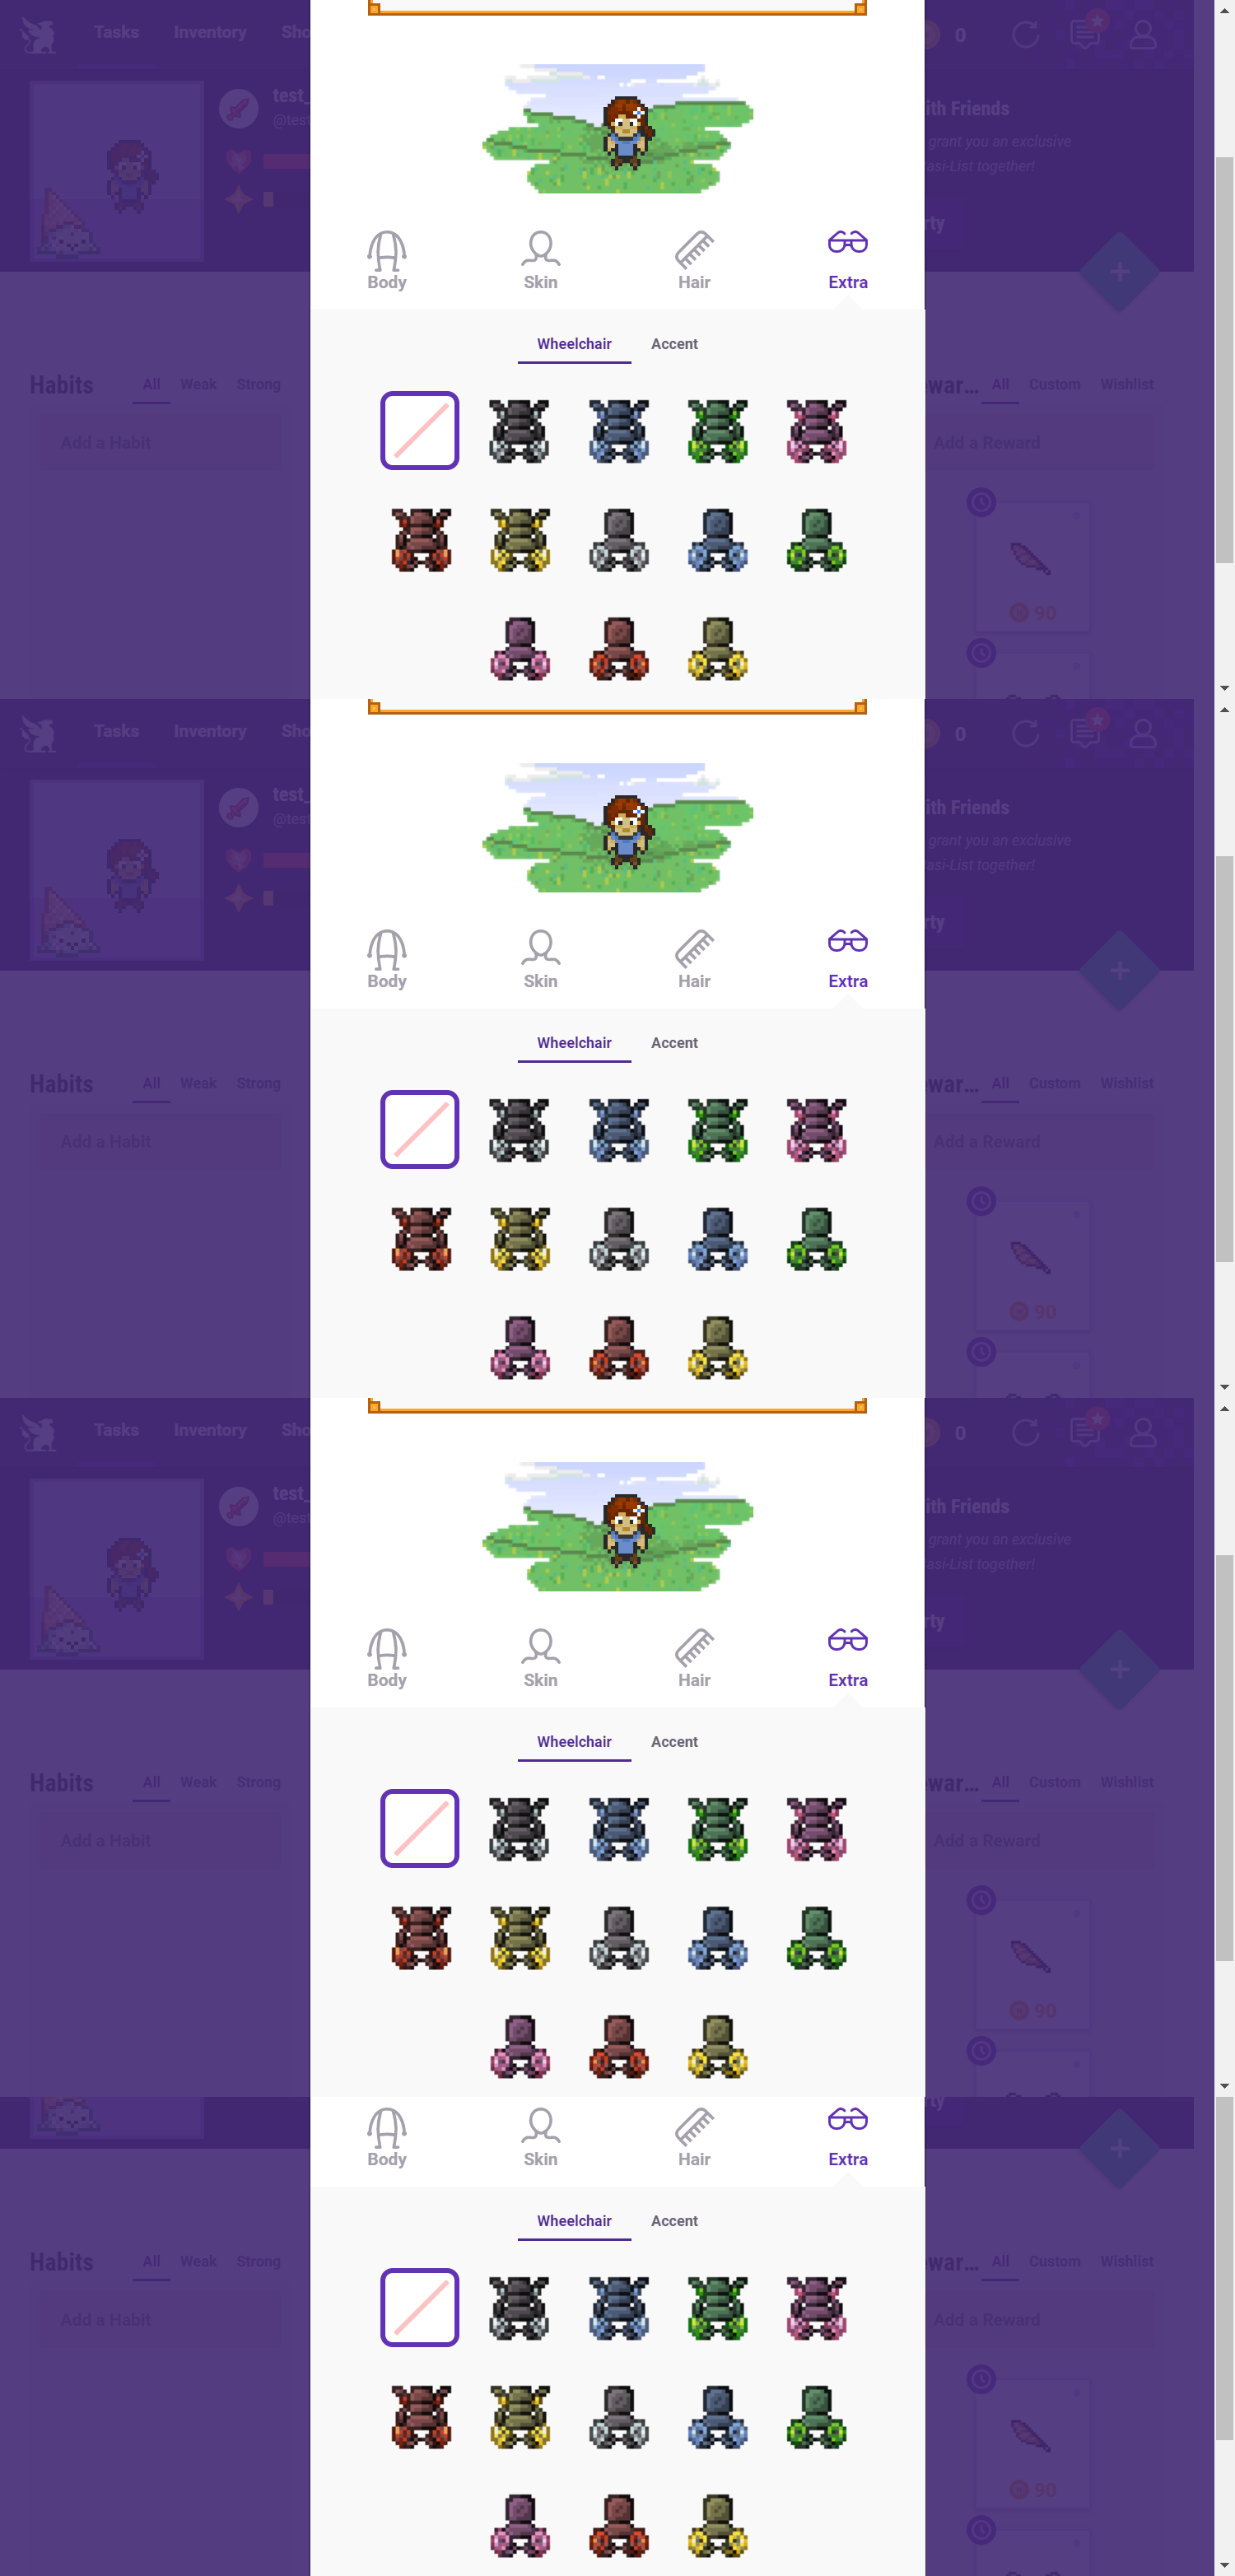 Tasks Inventory Sho 0
test_ ith Friends
@test grant you an exclusive
asi-List together!
rty
Body Skin Hair Extra
Wheelchair Accent
Habits All Weak Strong ewar... All Custom Wishlist
Add a Habit Add a Reward
90
Tasks Inventory Sho 0
test_ ith Friends
@test grant you an exclusive
asi-List together!
rty
Body Skin Hair Extra
Wheelchair Accent
Habits All Weak Strong ewar... All Custom Wishlist
Add a Habit Add a Reward
90
Tasks Inventory Sho 0
test_ ith Friends
@test grant you an exclusive
asi-List together!
rty
Body Skin Hair Extra
Wheelchair Accent
Habits All Weak Strong ewar... All Custom Wishlist
Add a Habit Add a Reward
90
rty
Body Skin Hair Extra
Wheelchair Accent
Habits All Weak Strong ewar... All Custom Wishlist
Add a Habit Add a Reward
90